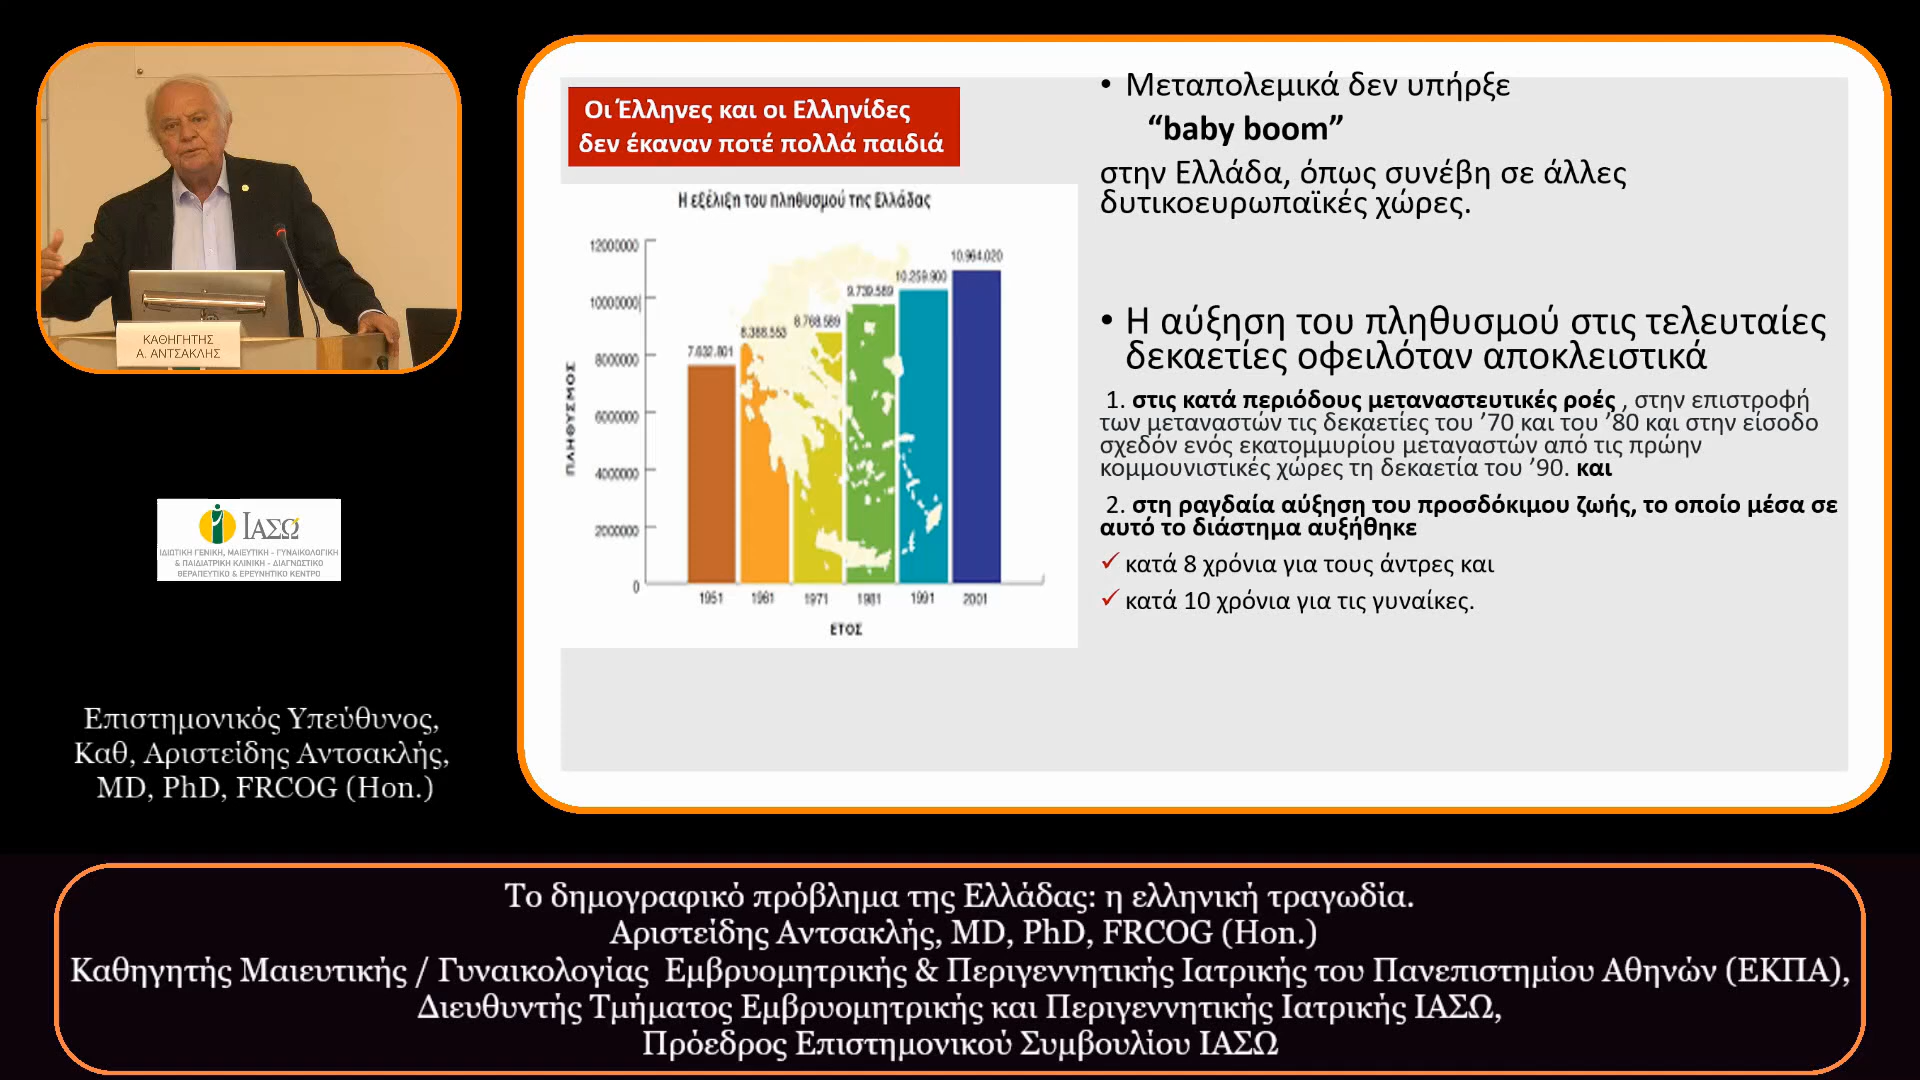 ΚΑΘΗΓΗΤΗΣ
Α. ΑΝΤΣΑΚΛΗΣ
ΙΑΣΩ
ΙΔΙΩΤΙΚΗ ΓΕΝΙΚΗ, ΜΑΙΕΥΤΙΚΗ - ΓΥΝΑΙΚΟΛΟΓΙΚΗ
& ΠΑΙΔΙΑΤΡΙΚΗ ΚΛΙΝΙΚΗ - ΔΙΑΓΝΩΣΤΙΚΟ
ΘΕΡΑΠΕΥΤΙΚΟ & ΕΡΕΥΝΗΤΙΚΟ ΚΕΝΤΡΟ
Επιστημονικός Υπεύθυνος,
Καθ, Αριστείδης Αντσακλής,
MD, PhD, FRCOG (Hon.)
Οι Έλληνες και οι Ελληνίδες
δεν έκαναν ποτέ πολλά παιδιά
Η εξέλιξη του πληθυσμού της Ελλάδας
12000000
10000000
8000000
6000000
4000000
2000000
0
ΠΛΗΘΥΣΜΟΣ
7.632.801
8.388.553
8.768.589
9.739.589
10.259.900
10.964.020
1951
1961
1971
1981
1991
2001
ΕΤΟΣ
• Μεταπολεμικά δεν υπήρξε
“baby boom”
στην Ελλάδα, όπως συνέβη σε άλλες
δυτικοευρωπαϊκές χώρες.
• Η αύξηση του πληθυσμού στις τελευταίες
δεκαετίες οφειλόταν αποκλειστικά
1. στις κατά περιόδους μεταναστευτικές ροές , στην επιστροφή
των μεταναστών τις δεκαετίες του ’70 και του ’80 και στην είσοδο
σχεδόν ενός εκατομμυρίου μεταναστών από τις πρώην
κομμουνιστικές χώρες τη δεκαετία του ’90. και
2. στη ραγδαία αύξηση του προσδόκιμου ζωής, το οποίο μέσα σε
αυτό το διάστημα αυξήθηκε
✓ κατά 8 χρόνια για τους άντρες και
✓ κατά 10 χρόνια για τις γυναίκες.
Το δημογραφικό πρόβλημα της Ελλάδας: η ελληνική τραγωδία.
Αριστείδης Αντσακλής, MD, PhD, FRCOG (Hon.)
Καθηγητής Μαιευτικής / Γυναικολογίας Εμβρυομητρικής & Περιγεννητικής Ιατρικής του Πανεπιστημίου Αθηνών (ΕΚΠΑ),
Διευθυντής Τμήματος Εμβρυομητρικής και Περιγεννητικής Ιατρικής ΙΑΣΩ,
Πρόεδρος Επιστημονικού Συμβουλίου ΙΑΣΩ